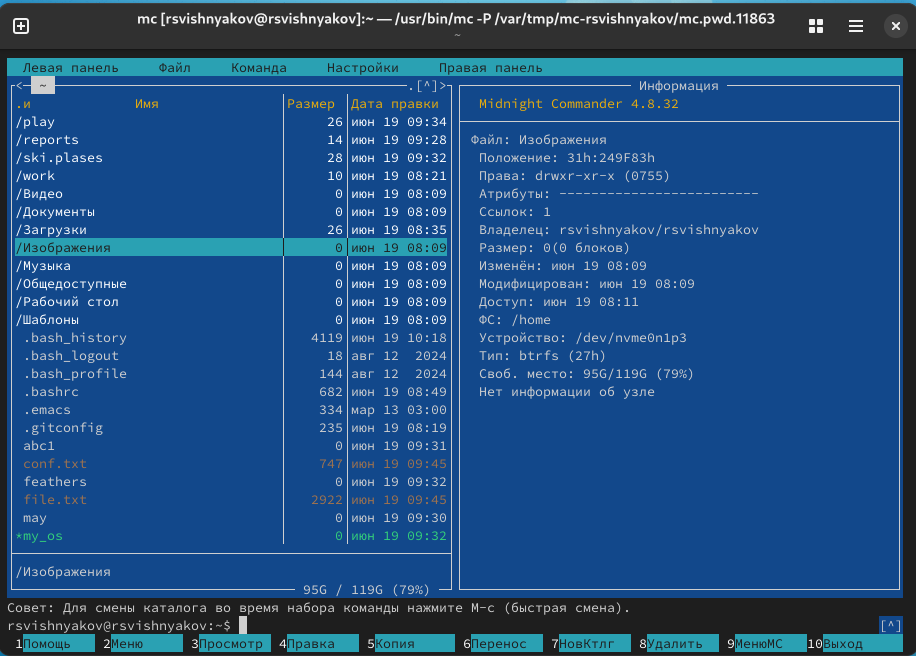 mc [rsvishnyakov@rsvishnyakov]:~ — /usr/bin/mc -P /var/tmp/mc-rsvishnyakov/mc.pwd.11863
~
Левая панель Файл Команда Настройки Правая панель
<- ~ .[^]>
.и Имя Размер Дата правки
/play 26 июн 19 09:34
/reports 14 июн 19 09:28
/ski.plases 28 июн 19 09:32
/work 10 июн 19 08:21
/Видео 0 июн 19 08:09
/Документы 0 июн 19 08:09
/Загрузки 26 июн 19 08:35
/Изображения 0 июн 19 08:09
/Музыка 0 июн 19 08:09
/Общедоступные 0 июн 19 08:09
/Рабочий стол 0 июн 19 08:09
/Шаблоны 0 июн 19 08:09
.bash_history 4119 июн 19 10:18
.bash_logout 18 авг 12 2024
.bash_profile 144 авг 12 2024
.bashrc 682 июн 19 08:49
.emacs 334 мар 13 03:00
.gitconfig 235 июн 19 08:19
abc1 0 июн 19 09:31
conf.txt 747 июн 19 09:45
feathers 0 июн 19 09:32
file.txt 2922 июн 19 09:45
may 0 июн 19 09:30
*my_os 0 июн 19 09:32
/Изображения
95G / 119G (79%)
Информация
Midnight Commander 4.8.32
Файл: Изображения
Положение: 31h:249F83h
Права: drwxr-xr-x (0755)
Атрибуты: -------------------------
Ссылок: 1
Владелец: rsvishnyakov/rsvishnyakov
Размер: 0(0 блоков)
Изменён: июн 19 08:09
Модифицирован: июн 19 08:09
Доступ: июн 19 08:11
ФС: /home
Устройство: /dev/nvme0n1p3
Тип: btrfs (27h)
Своб. место: 95G/119G (79%)
Нет информации об узле
Совет: Для смены каталога во время набора команды нажмите M-c (быстрая смена).
rsvishnyakov@rsvishnyakov:~$ [^]
1Помощь 2Меню 3Просмотр 4Правка 5Копия 6Перенос 7НовКтлг 8Удалить 9МенюMC 10Выход